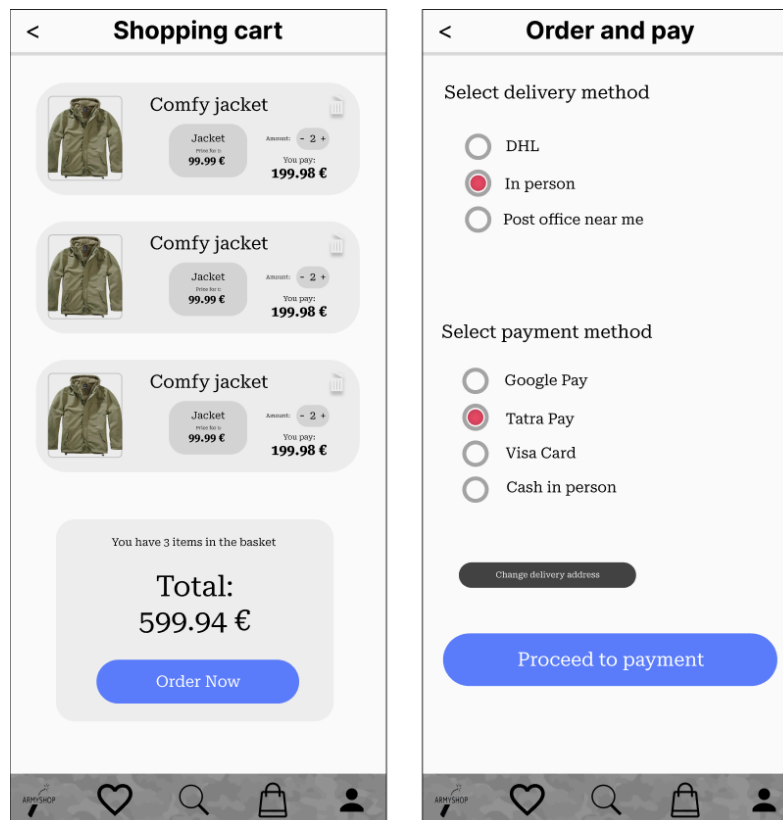 < Shopping cart
Comfy jacket
Jacket
Price for 1:
99.99 €
Amount: - 2 +
You pay:
199.98 €
Comfy jacket
Jacket
Price for 1:
99.99 €
Amount: - 2 +
You pay:
199.98 €
Comfy jacket
Jacket
Price for 1:
99.99 €
Amount: - 2 +
You pay:
199.98 €
You have 3 items in the basket
Total:
599.94 €
Order Now
ARMYSHOP
< Order and pay
Select delivery method
DHL
In person
Post office near me
Select payment method
Google Pay
Tatra Pay
Visa Card
Cash in person
Change delivery address
Proceed to payment
ARMYSHOP